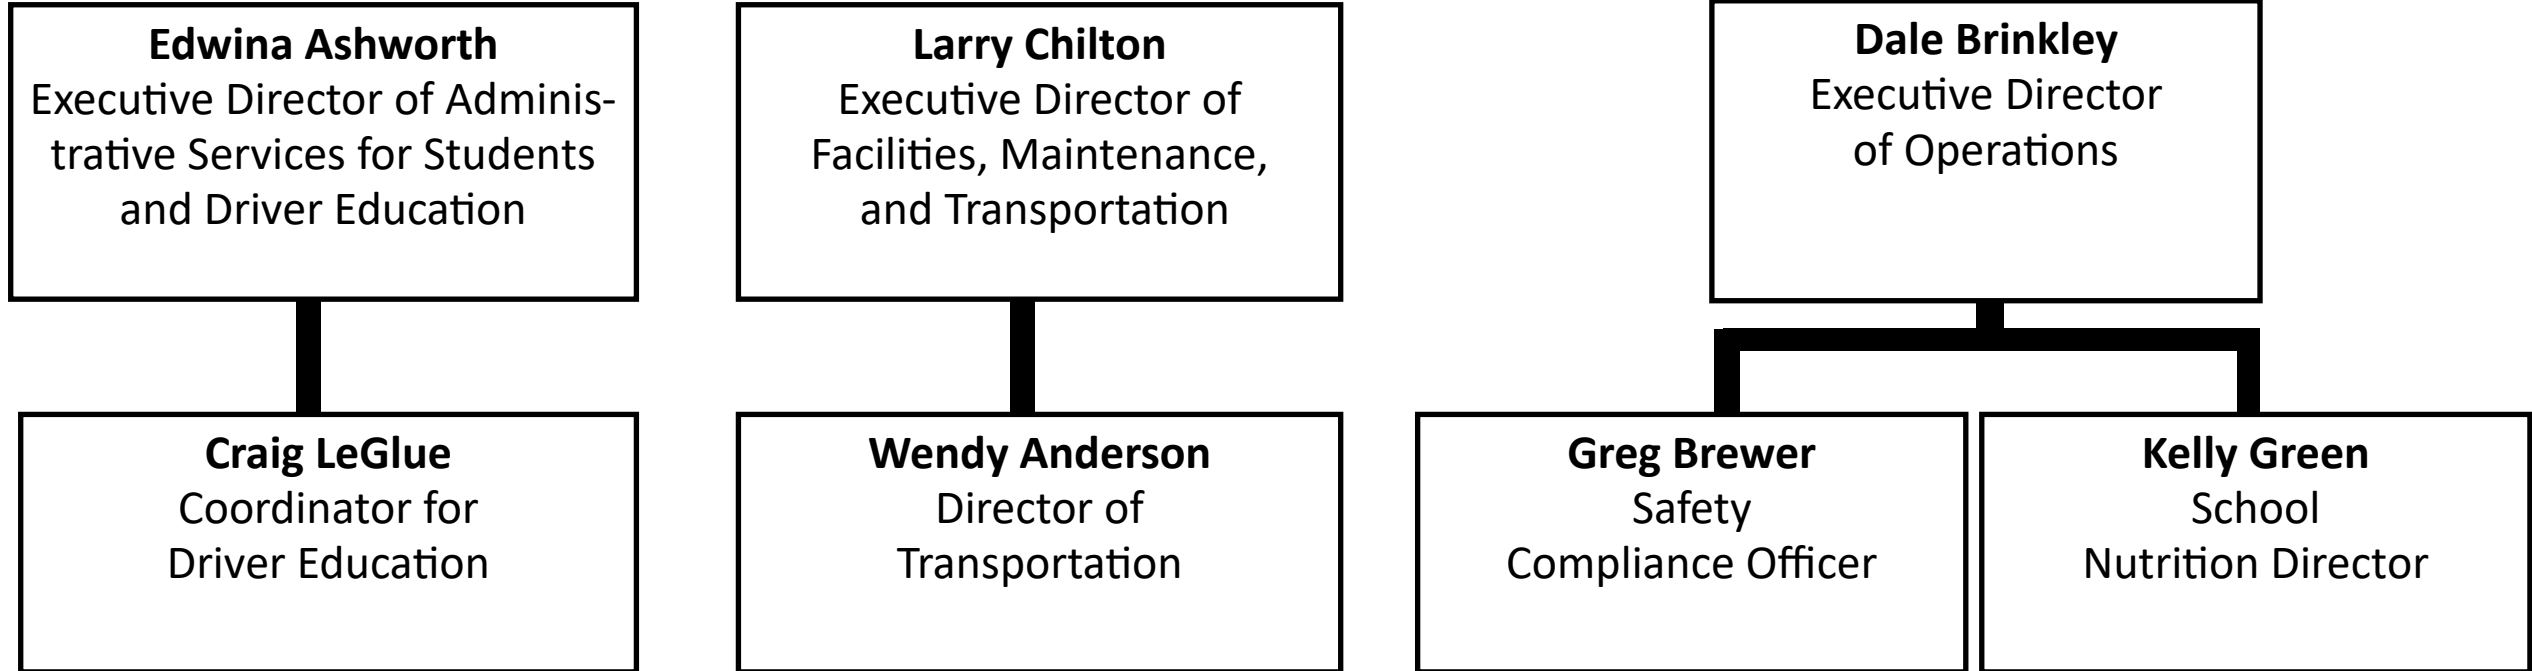 Edwina Ashworth
Executive Director of Adminis-
trative Services for Students
and Driver Education
Larry Chilton
Executive Director of
Facilities, Maintenance,
and Transportation
Dale Brinkley
Executive Director
of Operations
Craig LeGlue
Coordinator for
Driver Education
Wendy Anderson
Director of
Transportation
Greg Brewer
Safety
Compliance Officer
Kelly Green
School
Nutrition Director